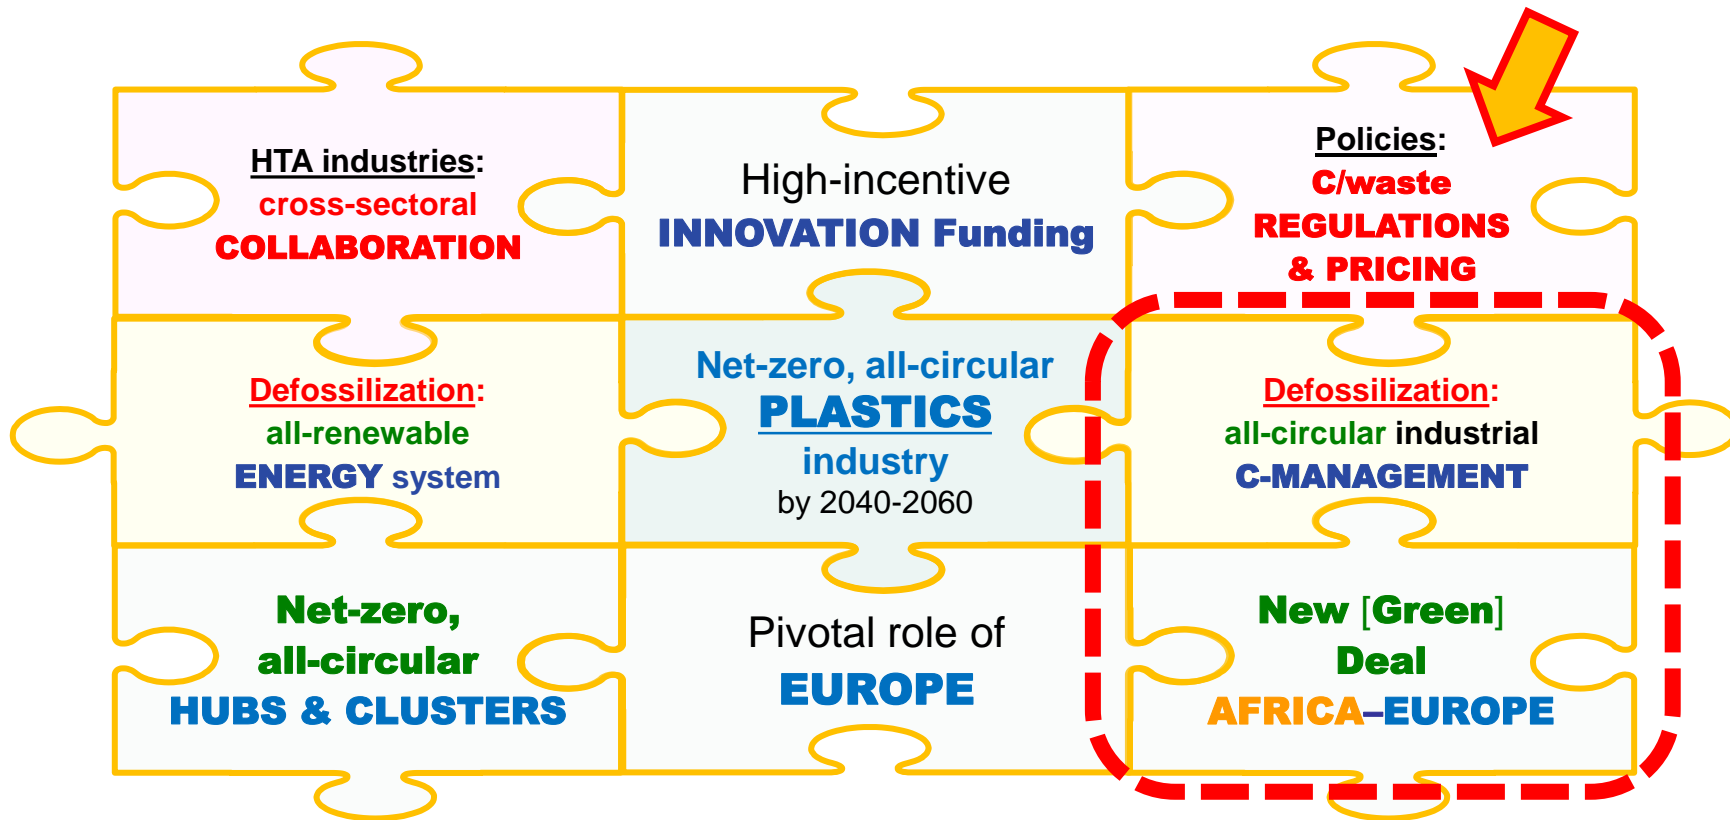 HTA industries:
cross-sectoral
COLLABORATION
High-incentive
INNOVATION Funding
Policies:
C/waste
REGULATIONS
& PRICING
Defossilization:
all-renewable
ENERGY system
Net-zero, all-circular
PLASTICS
industry
by 2040-2060
Defossilization:
all-circular industrial
C-MANAGEMENT
Net-zero,
all-circular
HUBS & CLUSTERS
Pivotal role of
EUROPE
New [Green]
Deal
AFRICA–EUROPE